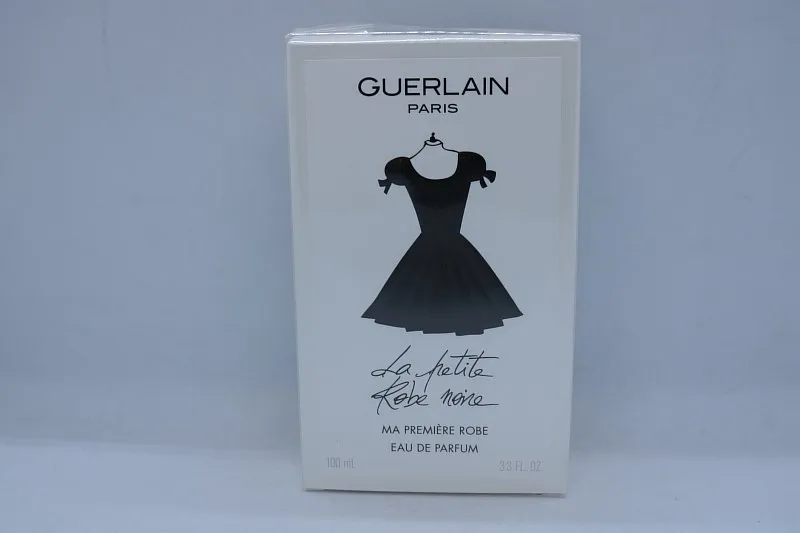 GUERLAIN
PARIS
La petite
Robe noire
MA PREMIÈRE ROBE
EAU DE PARFUM
100 mL 3.3 FL. OZ.